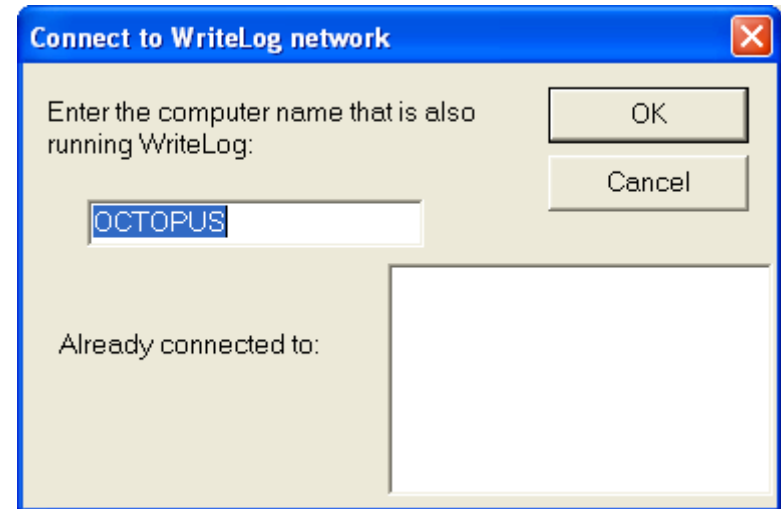 Connect to WriteLog network
Enter the computer name that is also
running WriteLog:
OK
Cancel
OCTOPUS
Already connected to: